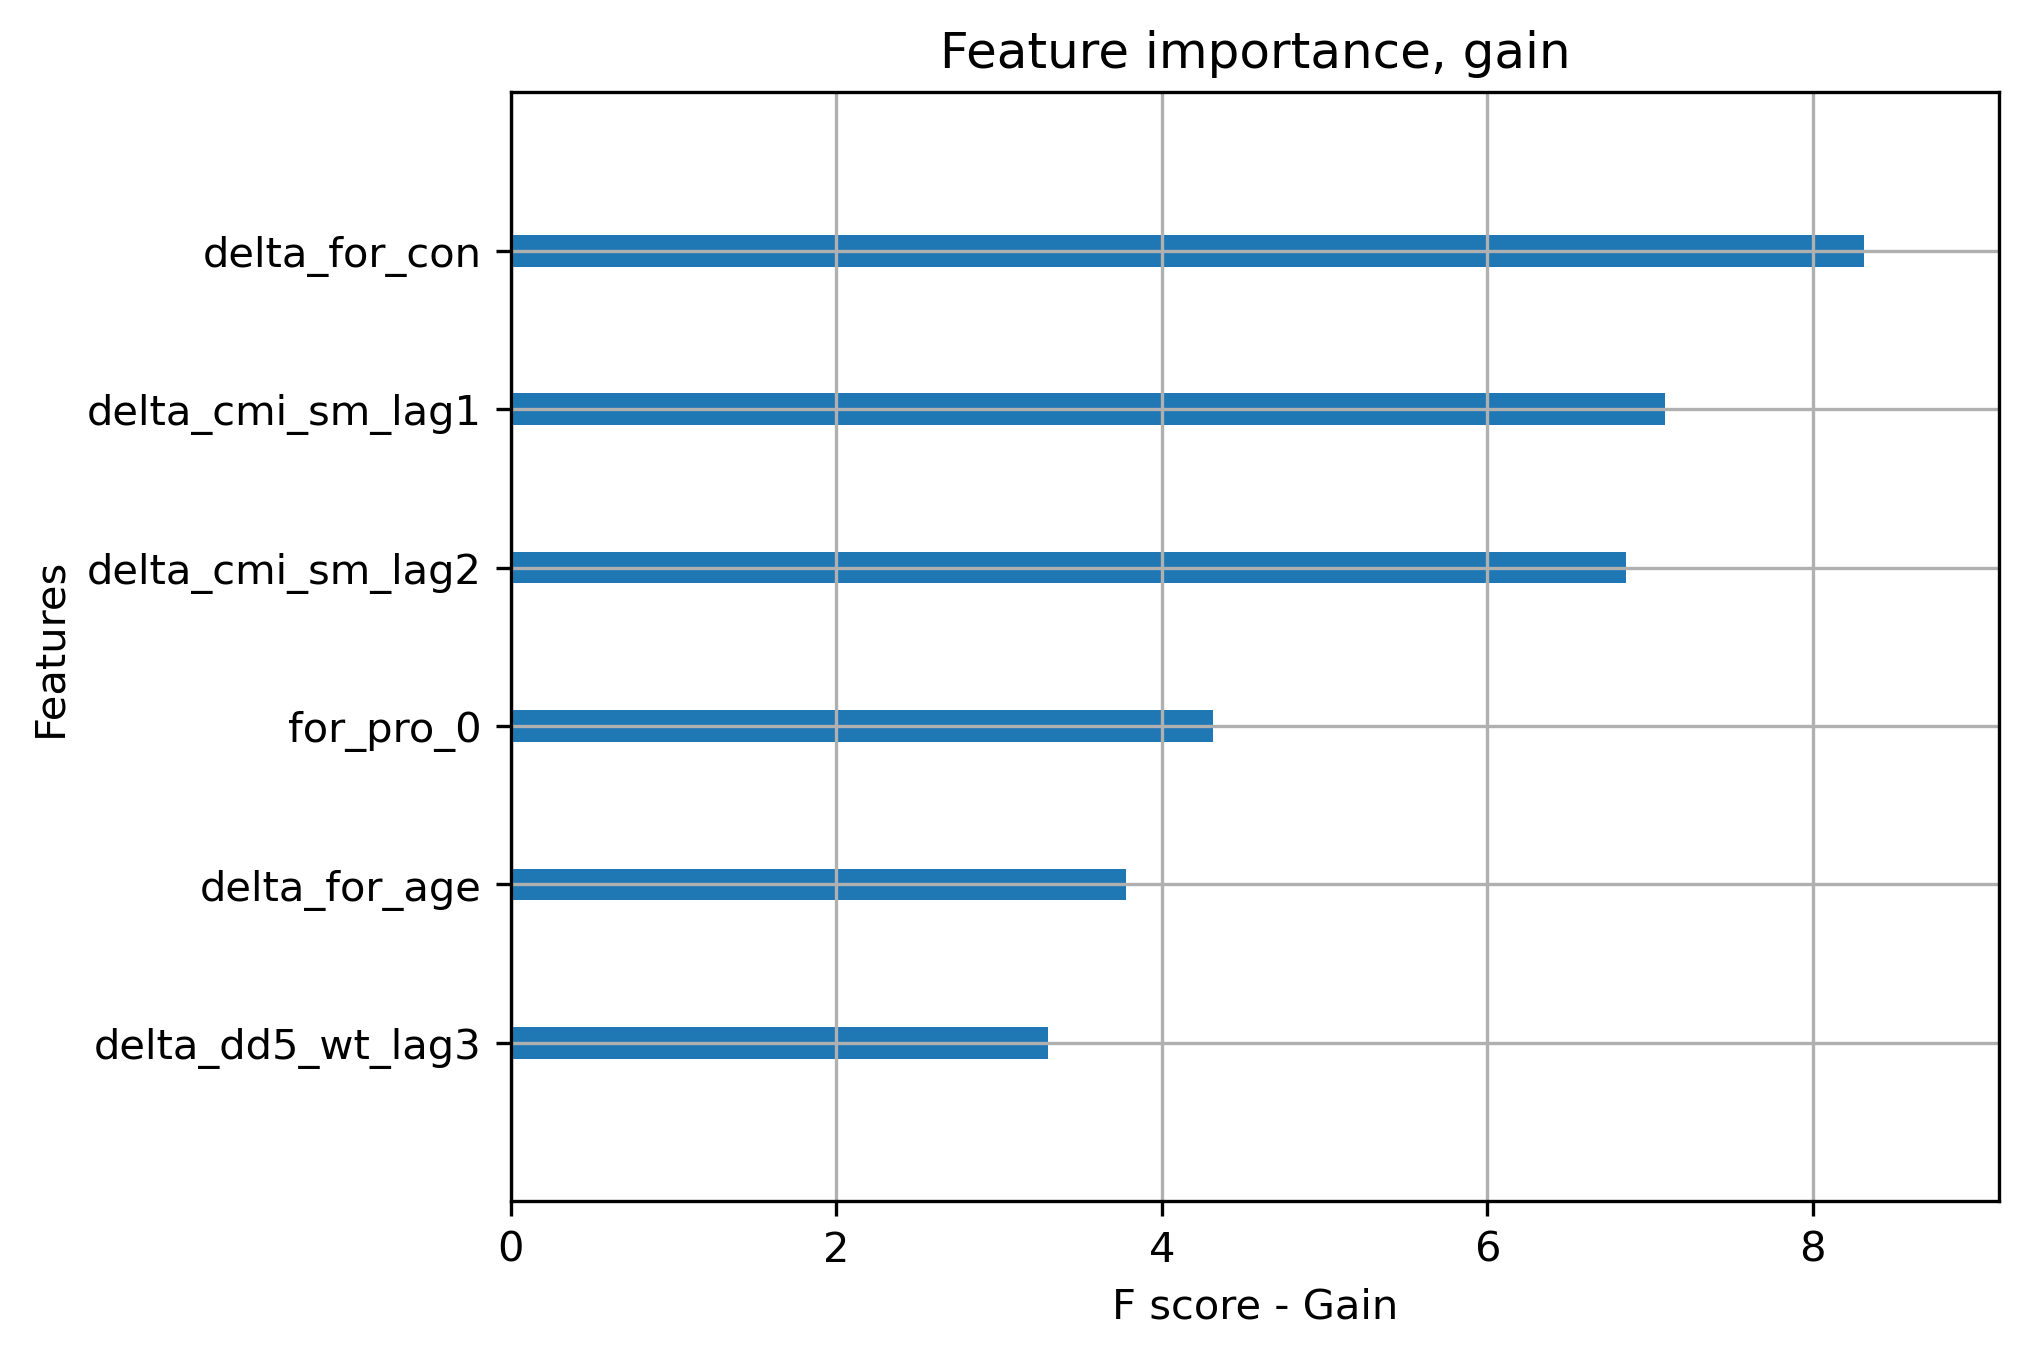 Feature importance, gain
delta_for_con
delta_cmi_sm_lag1
delta_cmi_sm_lag2
for_pro_0
delta_for_age
delta_dd5_wt_lag3
Features
0 2 4 6 8
F score - Gain